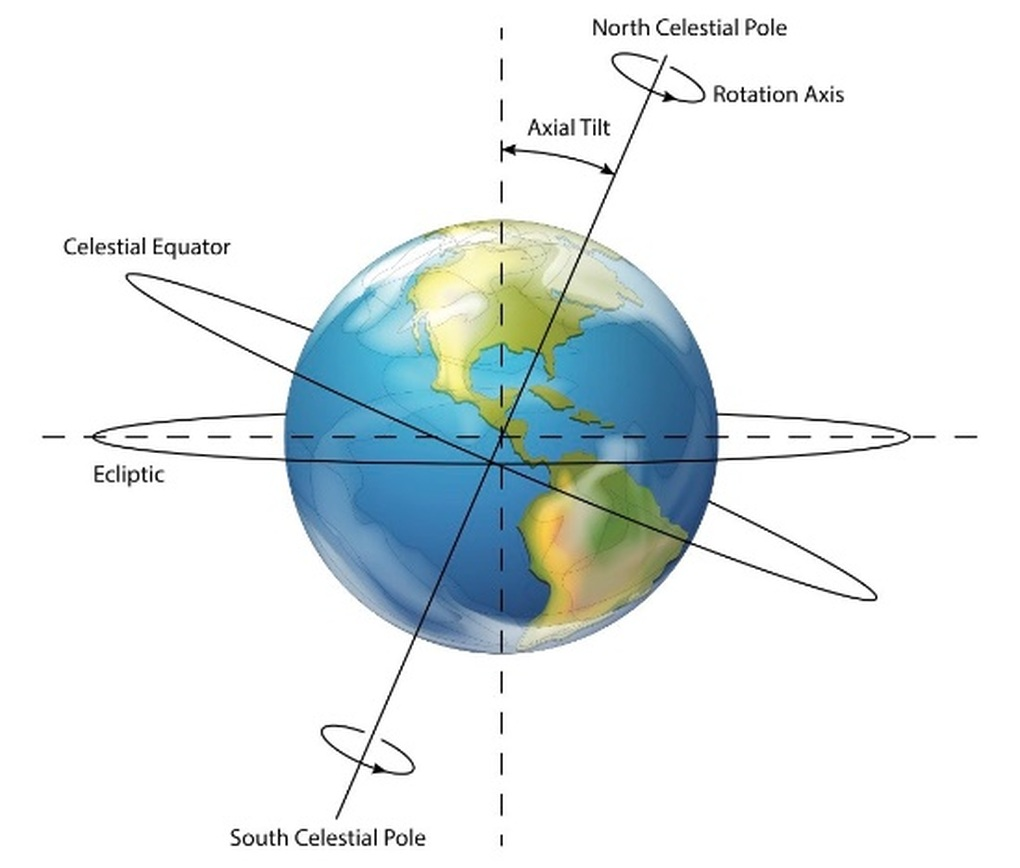 North Celestial Pole
Rotation Axis
Axial Tilt
Celestial Equator
Ecliptic
South Celestial Pole